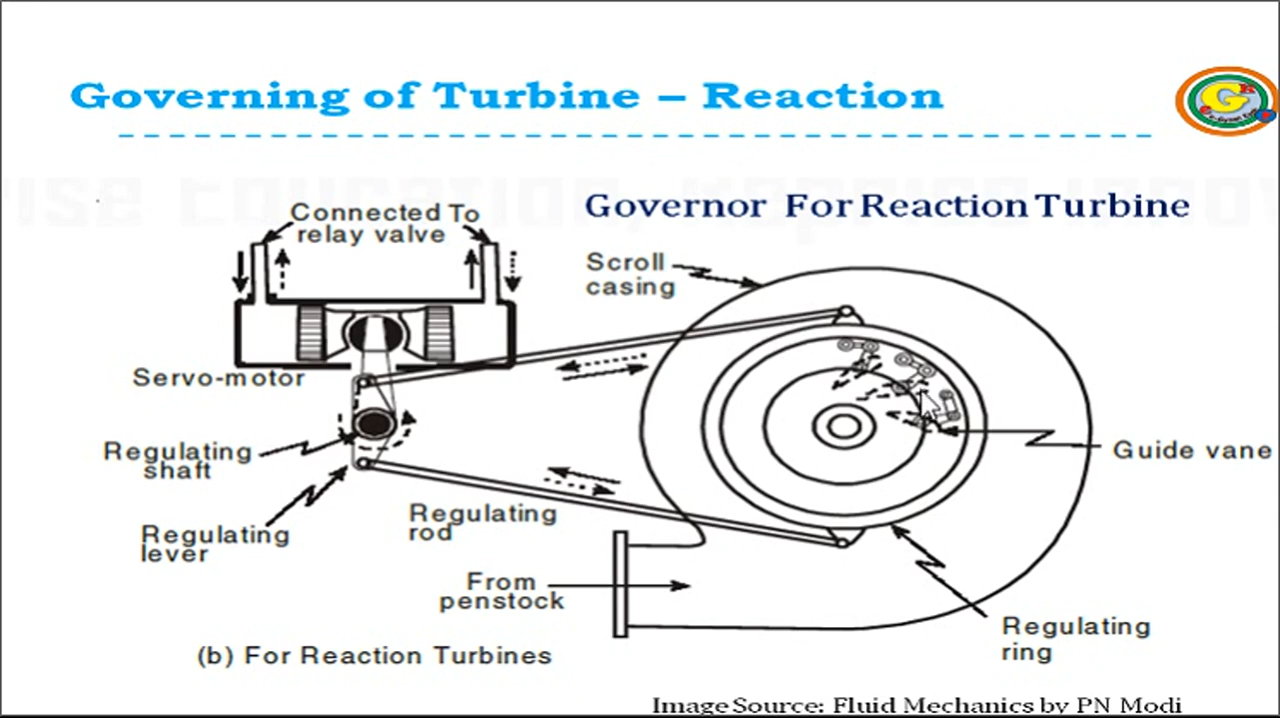 Governing of Turbine – Reaction
Governor For Reaction Turbine
Connected To
relay valve
Scroll
casing
Servo-motor
Regulating
shaft
Guide vane
Regulating
lever
Regulating
rod
From
penstock
Regulating
ring
(b) For Reaction Turbines
Image Source: Fluid Mechanics by PN Modi